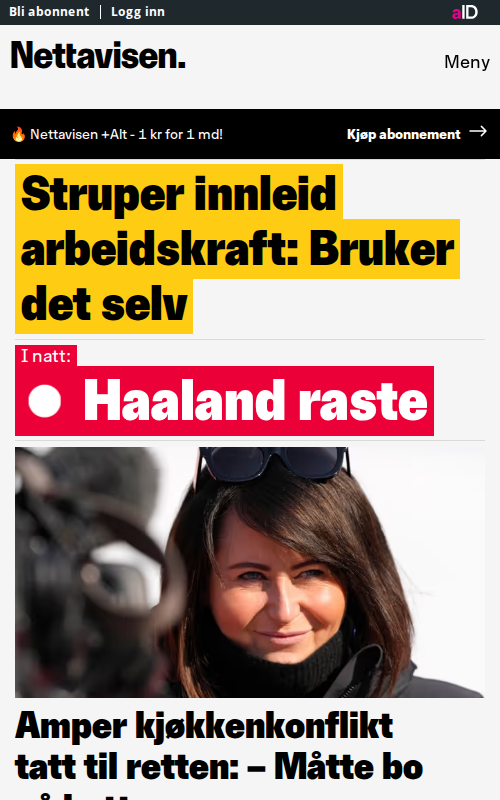 Bli abonnent | Logg inn
aID
Nettavisen.
Meny
🔥 Nettavisen +Alt - 1 kr for 1 md!
Kjøp abonnement →
Struper innleid
arbeidskraft: Bruker
det selv
I natt:
Haaland raste
Amper kjøkkenkonflikt
tatt til retten: – Måtte bo